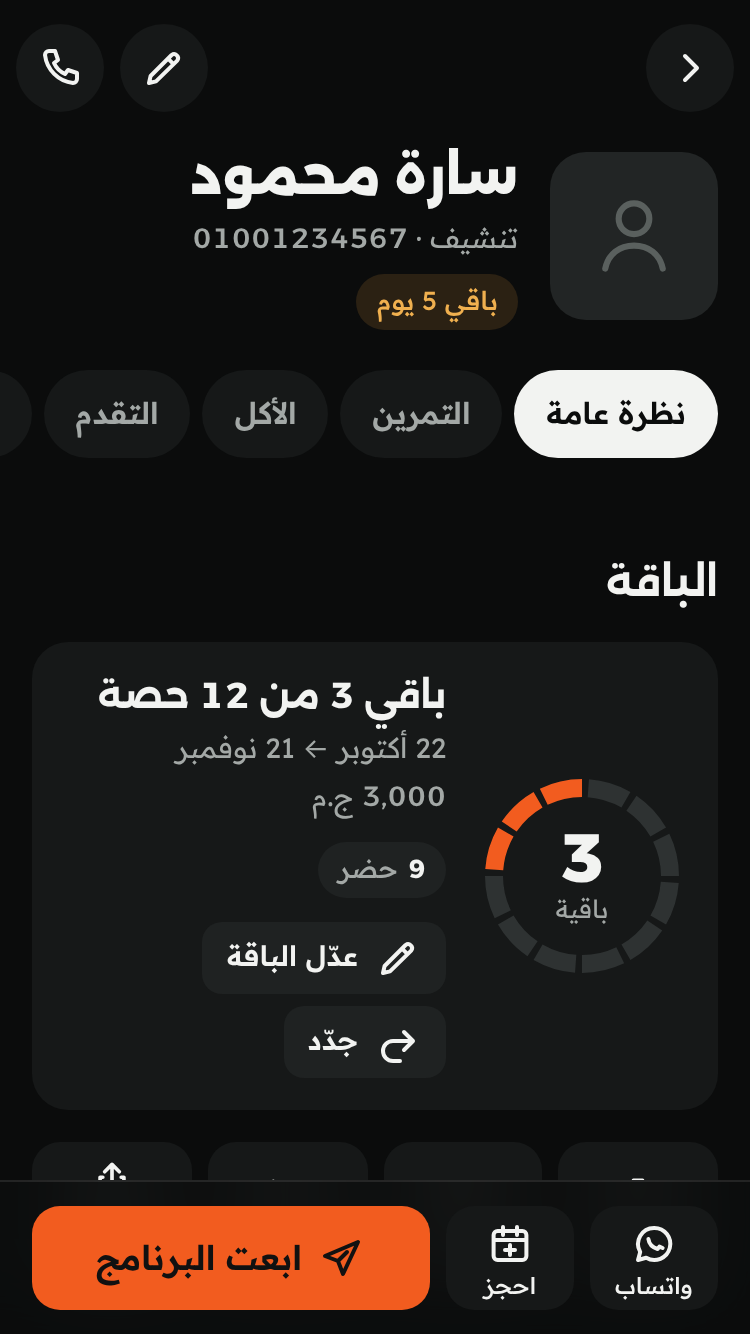 سارة محمود
تنشيف · 01001234567
باقي 5 يوم
نظرة عامة
التمرين
الأكل
التقدم
الباقة
باقي 3 من 12 حصة
22 أكتوبر ← 21 نوفمبر
3,000 ج.م
9 حضر
3
باقية
عدّل الباقة
جدّد
واتساب
احجز
ابعت البرنامج